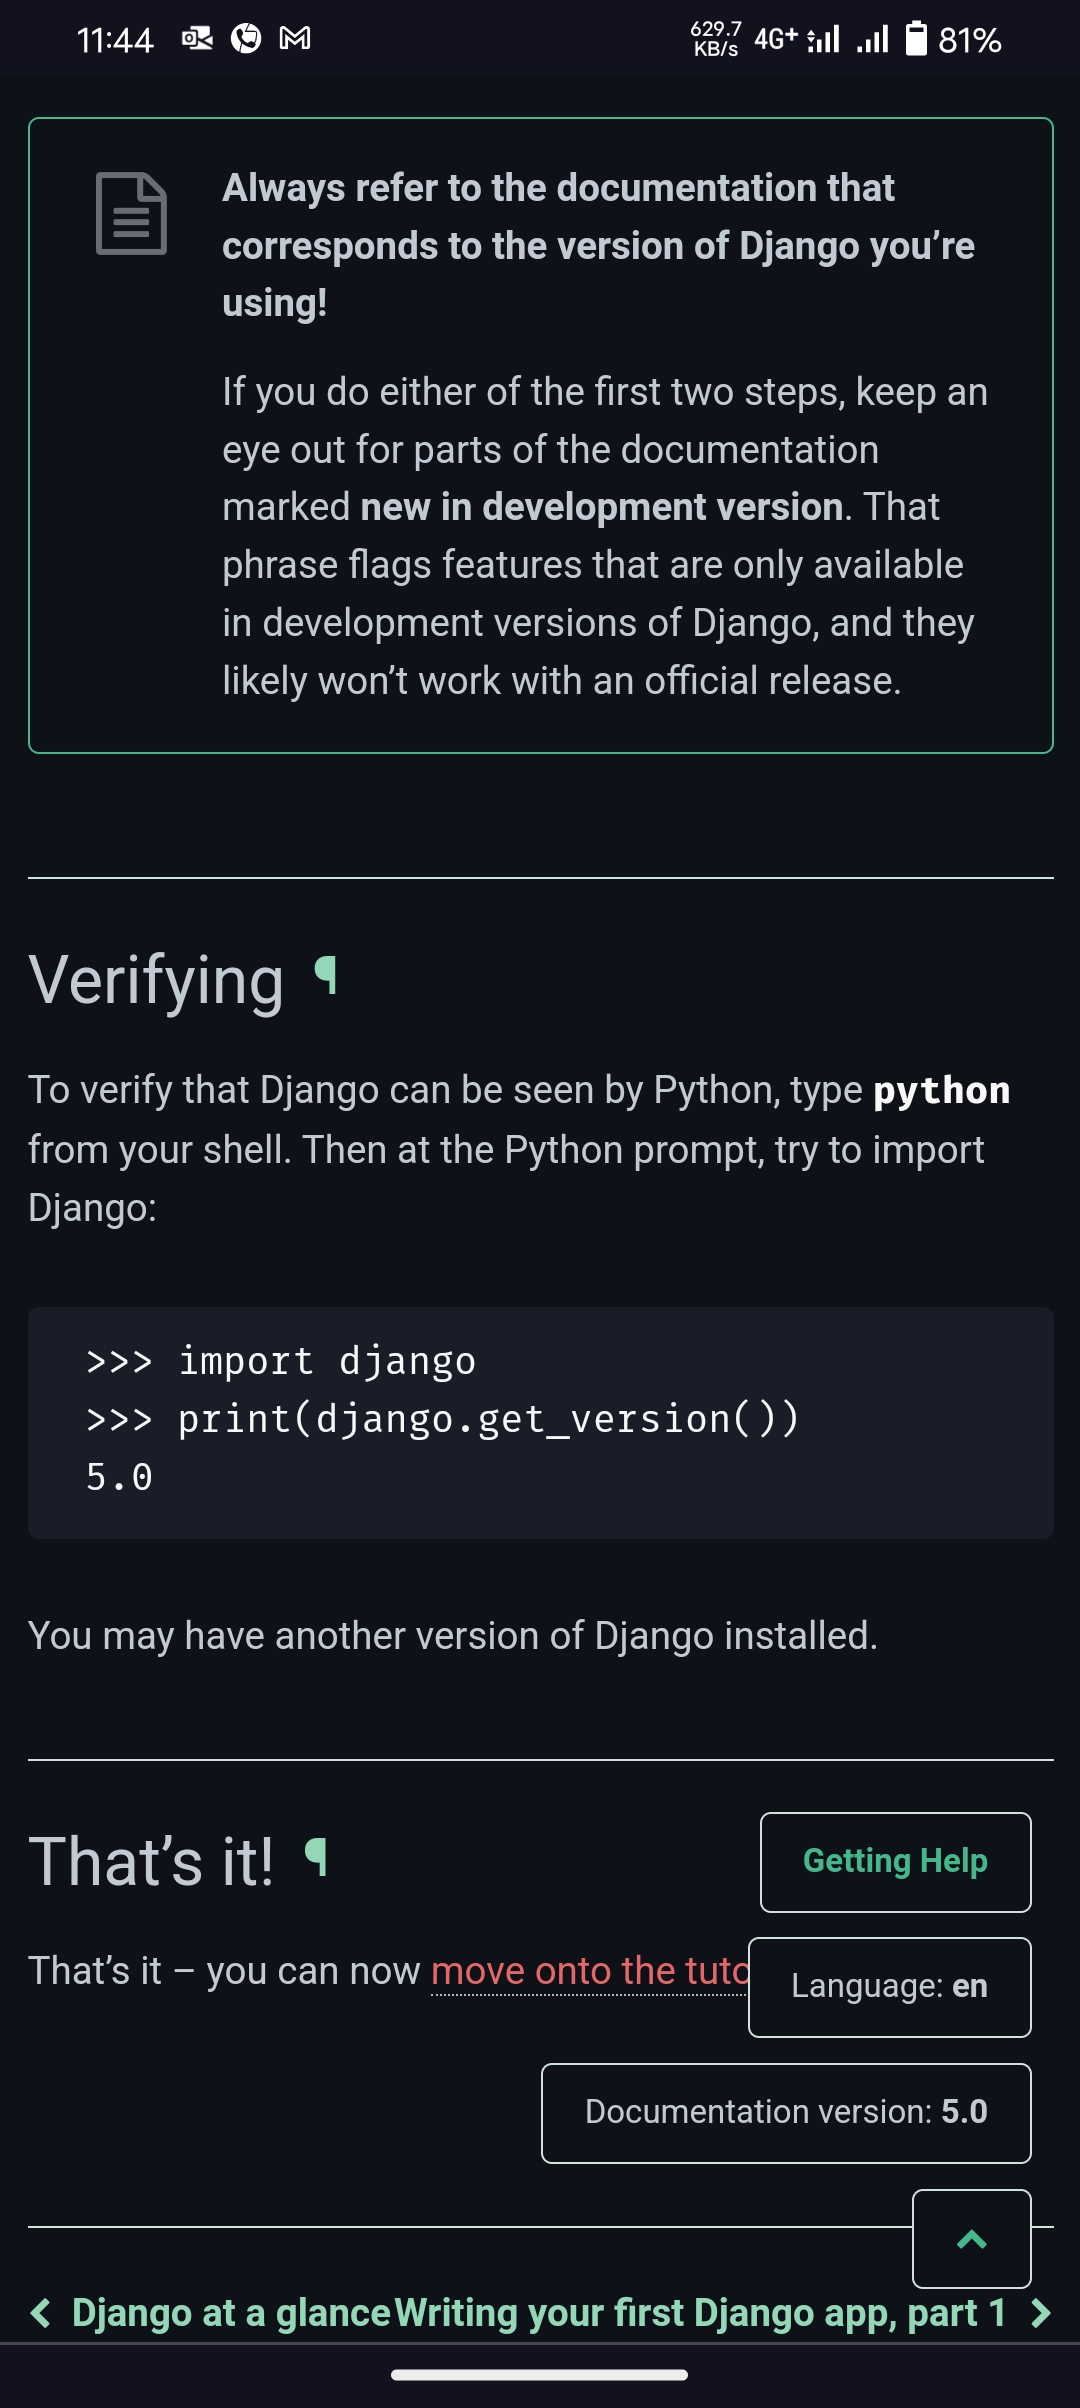 11:44
629.7 KB/s 4G+ 81%
Always refer to the documentation that
corresponds to the version of Django you’re
using!
If you do either of the first two steps, keep an
eye out for parts of the documentation
marked new in development version. That
phrase flags features that are only available
in development versions of Django, and they
likely won’t work with an official release.
Verifying ¶
To verify that Django can be seen by Python, type python
from your shell. Then at the Python prompt, try to import
Django:
>>> import django
>>> print(django.get_version())
5.0
You may have another version of Django installed.
That’s it! ¶
Getting Help
That’s it – you can now move onto the tuto
Language: en
Documentation version: 5.0
Django at a glance
Writing your first Django app, part 1